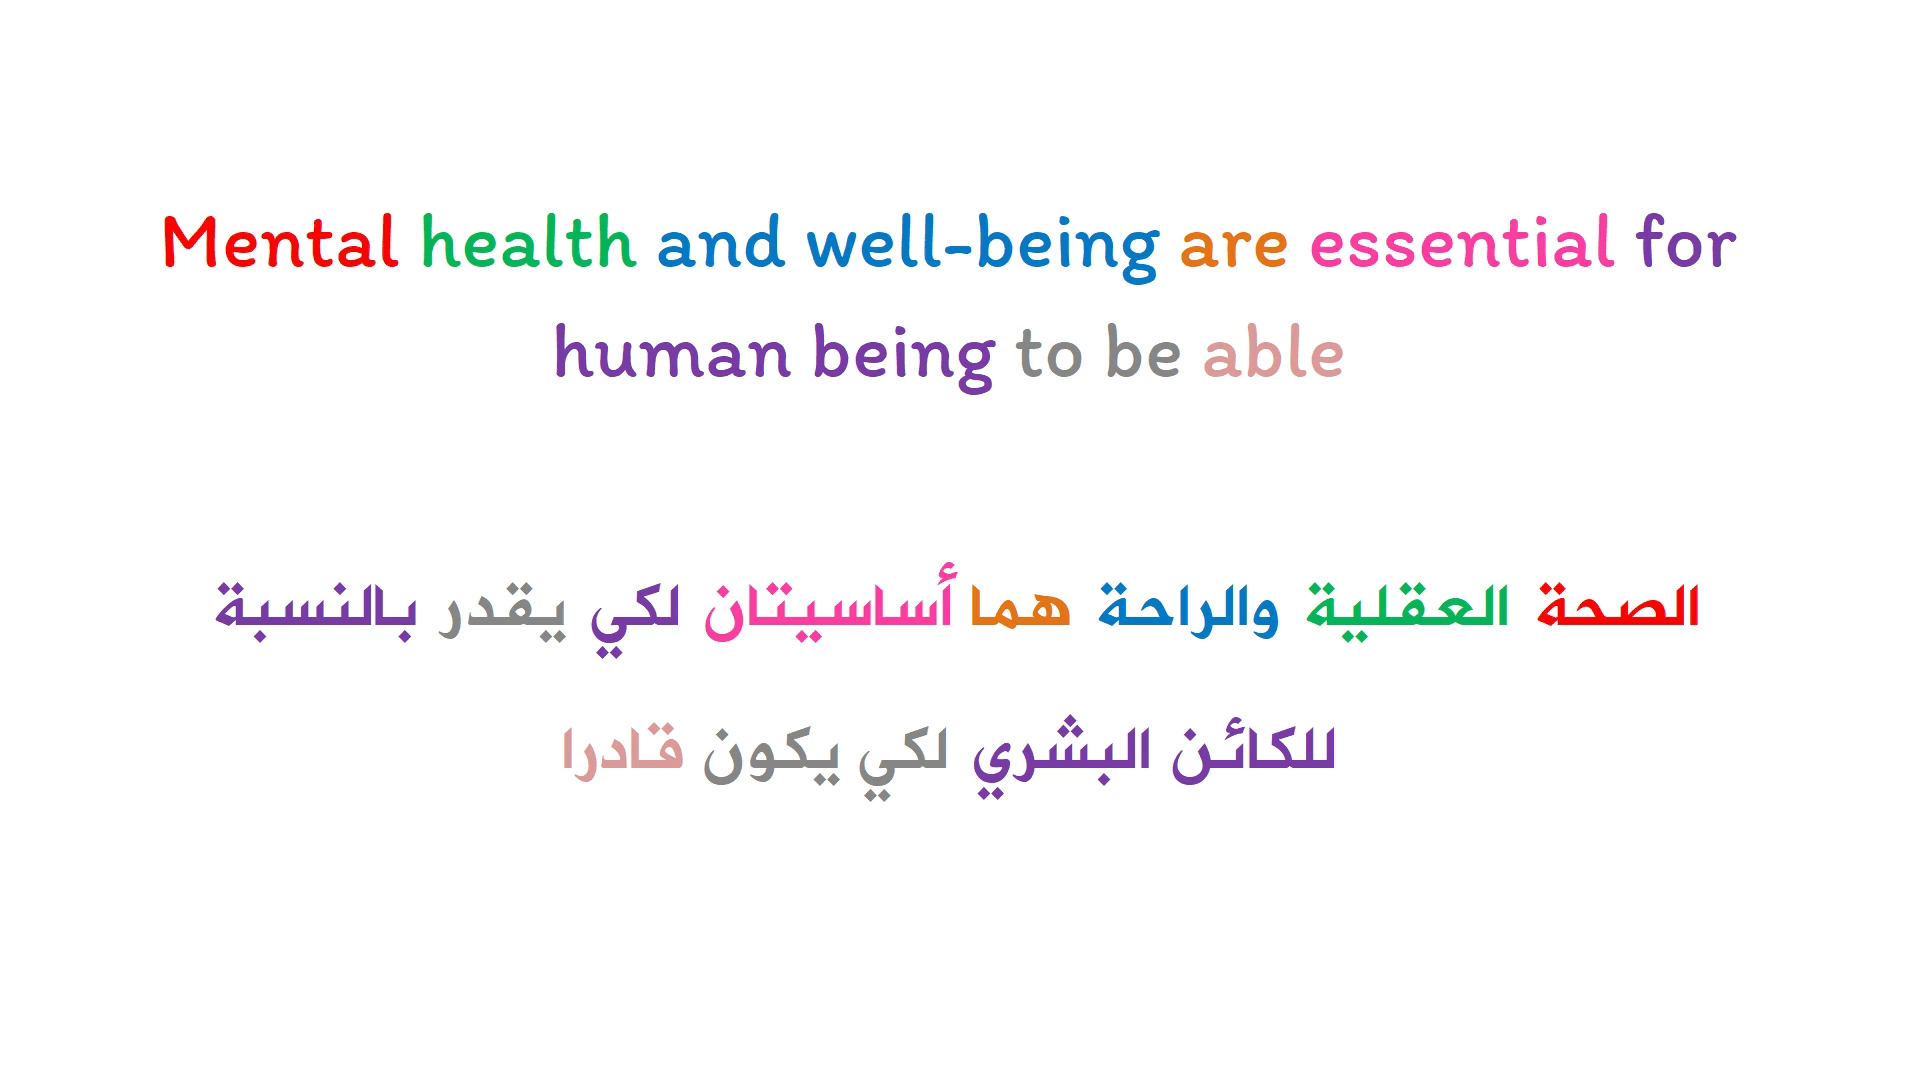 Mental health and well-being are essential for
human being to be able
الصحة العقلية والراحة هما أساسيتان لكي يقدر بالنسبة
للكائن البشري لكي يكون قادرا